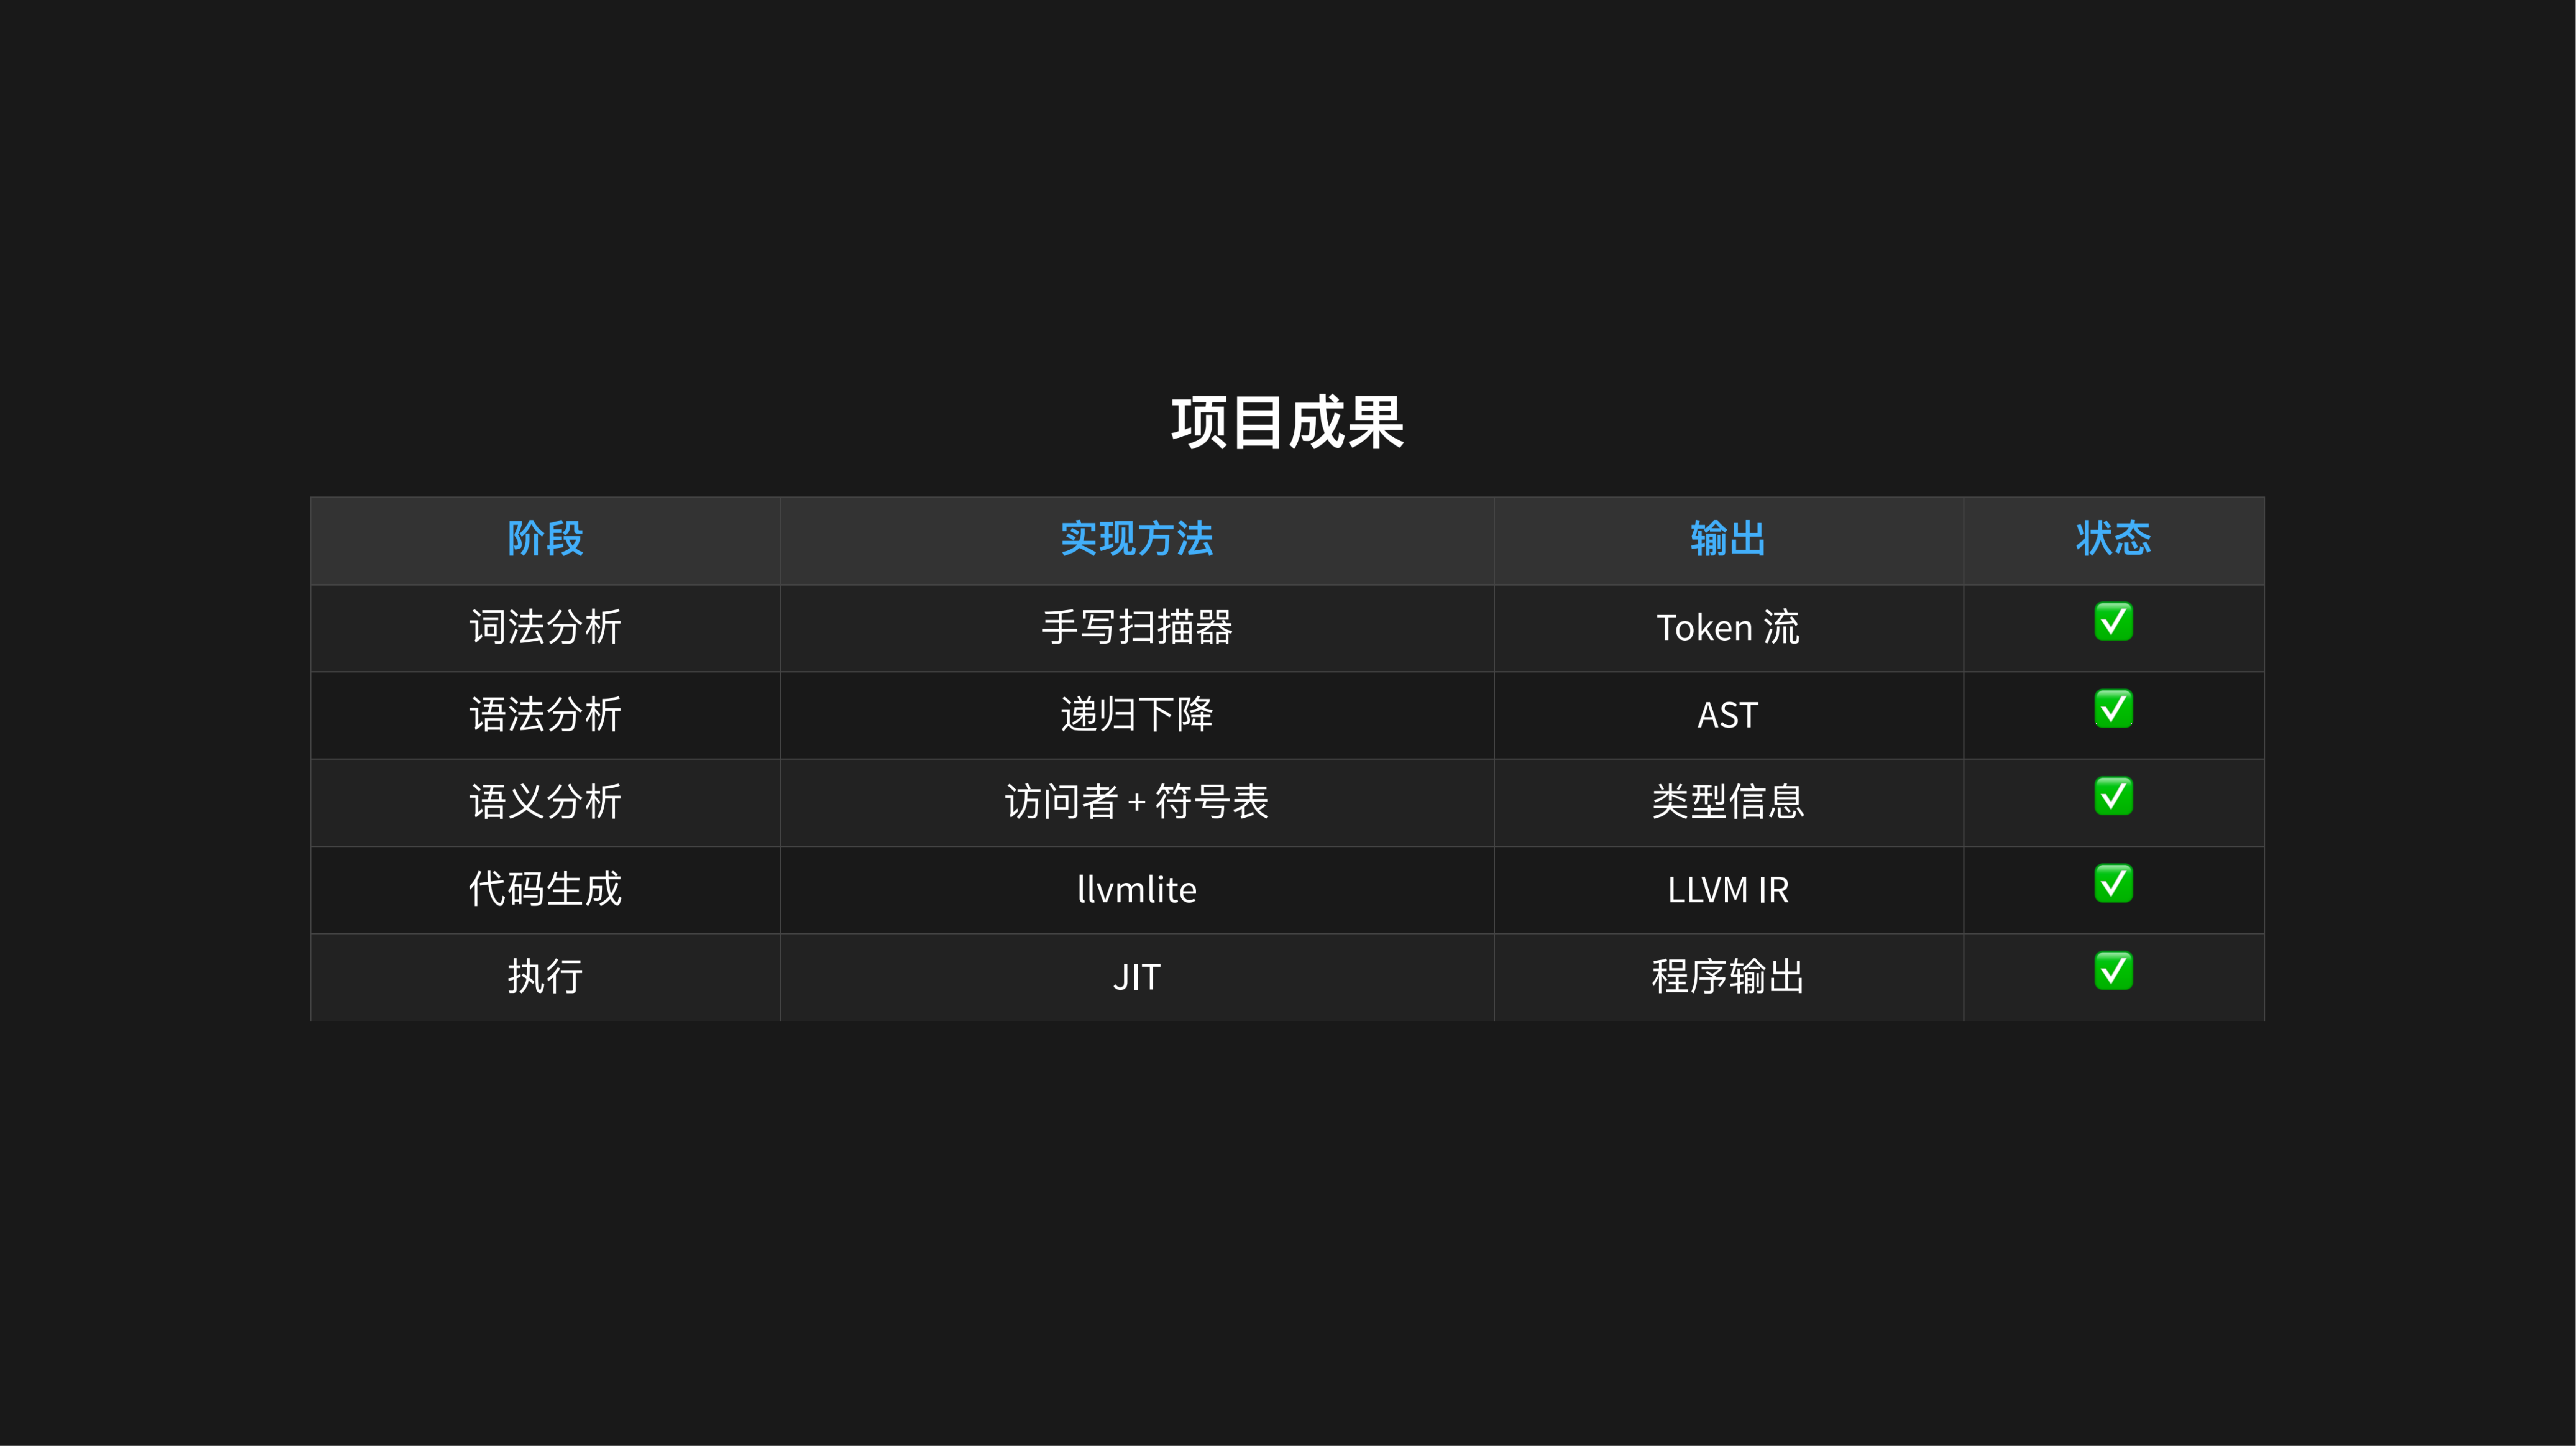 项目成果
阶段 实现方法 输出 状态
词法分析 手写扫描器 Token 流 ✅
语法分析 递归下降 AST ✅
语义分析 访问者 + 符号表 类型信息 ✅
代码生成 llvmlite LLVM IR ✅
执行 JIT 程序输出 ✅